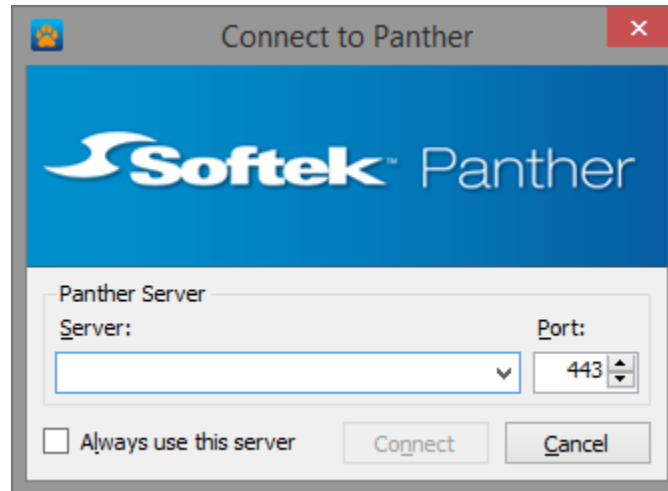 Connect to Panther
Softek™ Panther
Panther Server
Server: Port:
443
Always use this server Connect Cancel